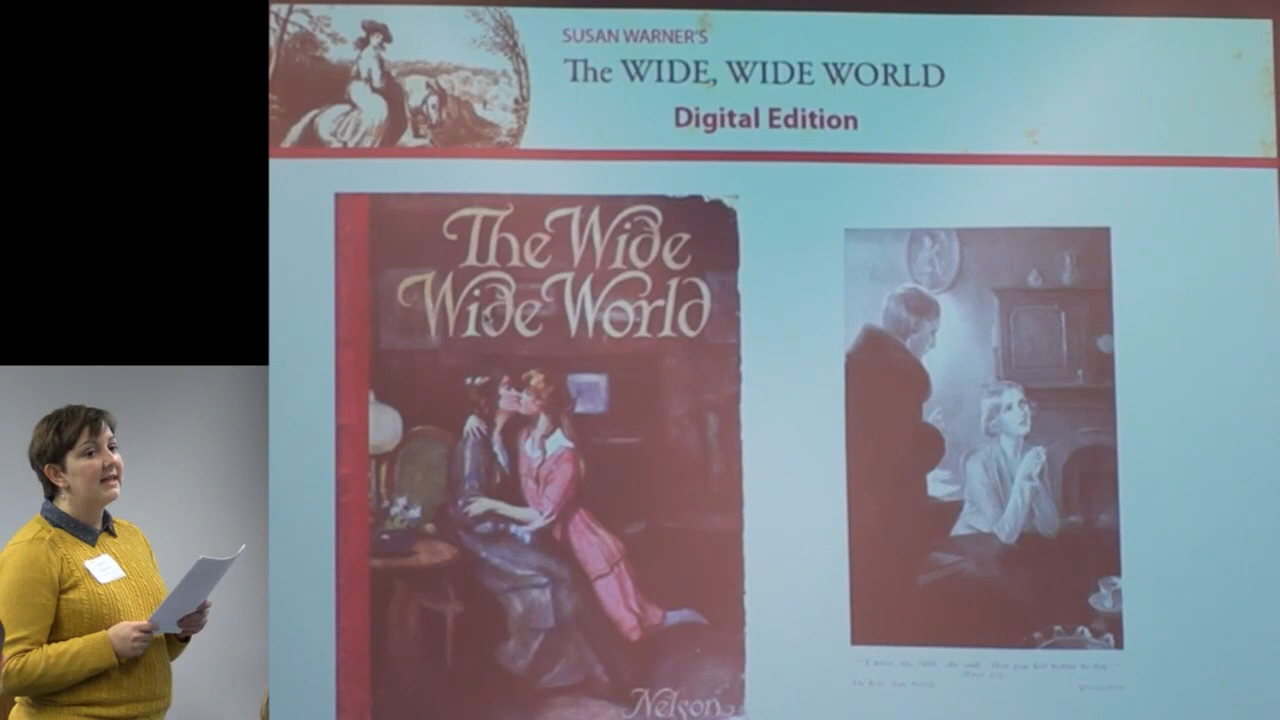 SUSAN WARNER'S
The WIDE, WIDE WORLD
Digital Edition
The Wide
Wide World
Nelson